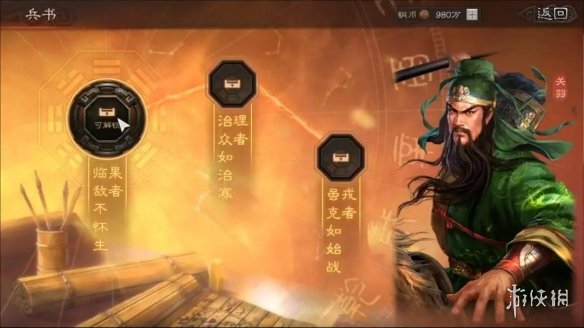 兵书
铜币 980万
返回
可解锁
果者
临敌不怀生
理者
治众如治寡
戎者
虽克如始战
关羽
游侠网